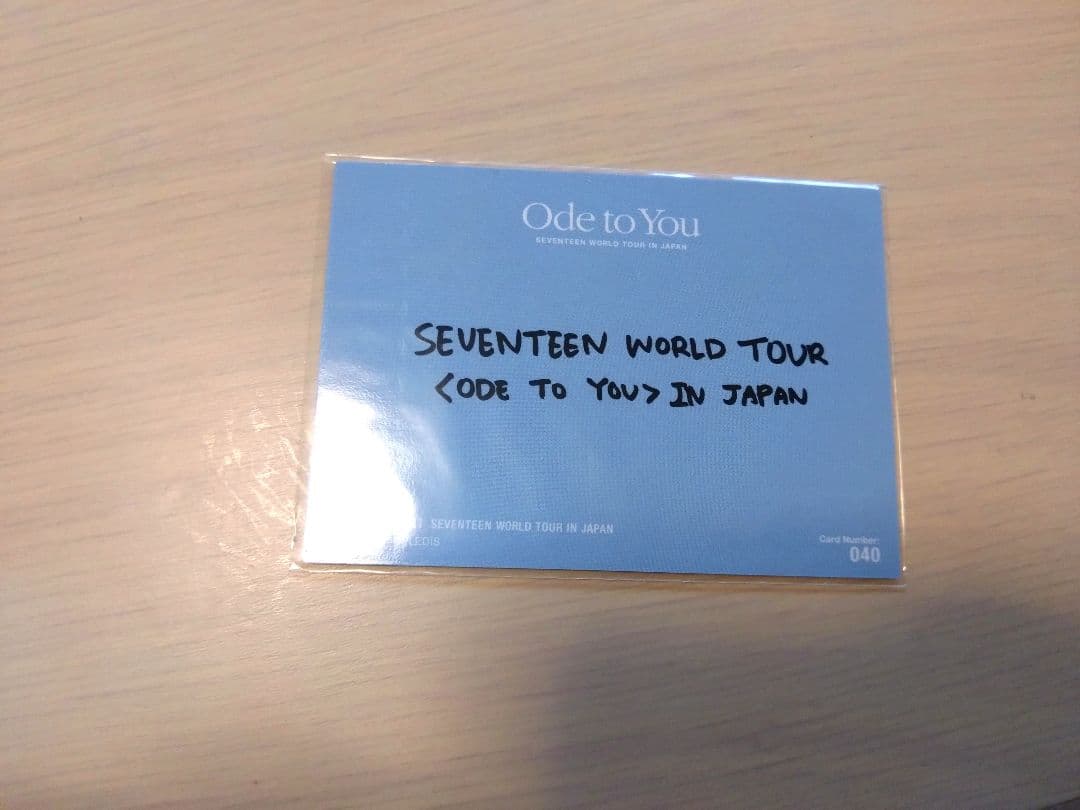 Ode to You
SEVENTEEN WORLD TOUR IN JAPAN
SEVENTEEN WORLD TOUR
<ODE TO YOU> IN JAPAN
SEVENTEEN WORLD TOUR IN JAPAN
Card Number:
040